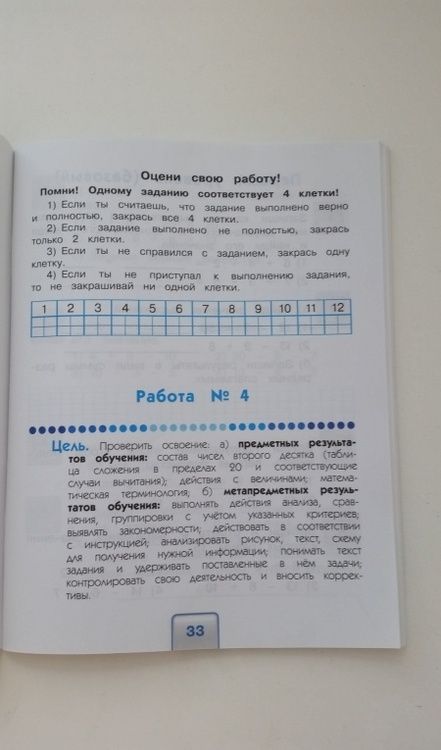 Оцени свою работу!
Помни! Одному заданию соответствует 4 клетки!
1) Если ты считаешь, что задание выполнено верно
и полностью, закрась все 4 клетки.
2) Если задание выполнено не полностью, закрась
только 2 клетки.
3) Если ты не справился с заданием, закрась одну
клетку.
4) Если ты не приступал к выполнению задания,
то не закрашивай ни одной клетки.
1 2 3 4 5 6 7 8 9 10 11 12
Работа № 4
Цель. Проверить освоение: а) предметных результа-
тов обучения: состав чисел второго десятка (табли-
ца сложения в пределах 20 и соответствующие
случаи вычитания); действия с величинами; матема-
тическая терминология; б) метапредметных резуль-
татов обучения: выполнять действия анализа, срав-
нения, группировки с учётом указанных критериев;
выявлять закономерности; действовать в соответствии
с инструкцией; анализировать рисунок, текст, схему
для получения нужной информации; понимать текст
задания и удерживать поставленные в нём задачи;
контролировать свою деятельность и вносить коррек-
тивы.
33